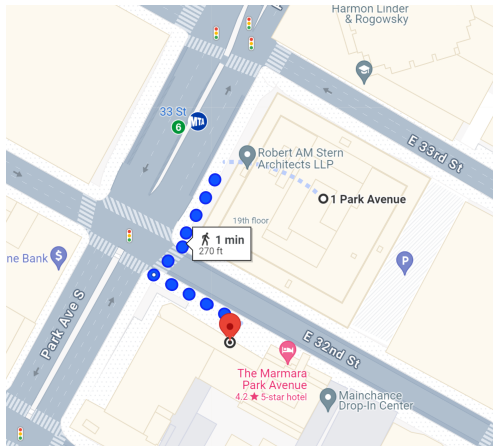 Harmon Linder
& Rogowsky
33 St
6
MTA
E 33rd St
Robert AM Stern
Architects LLP
1 Park Avenue
19th floor
1 min
270 ft
ne Bank
$
P
Park Ave S
E 32nd St
The Marmara
Park Avenue
4.2 ★ 5-star hotel
Mainchance
Drop-In Center